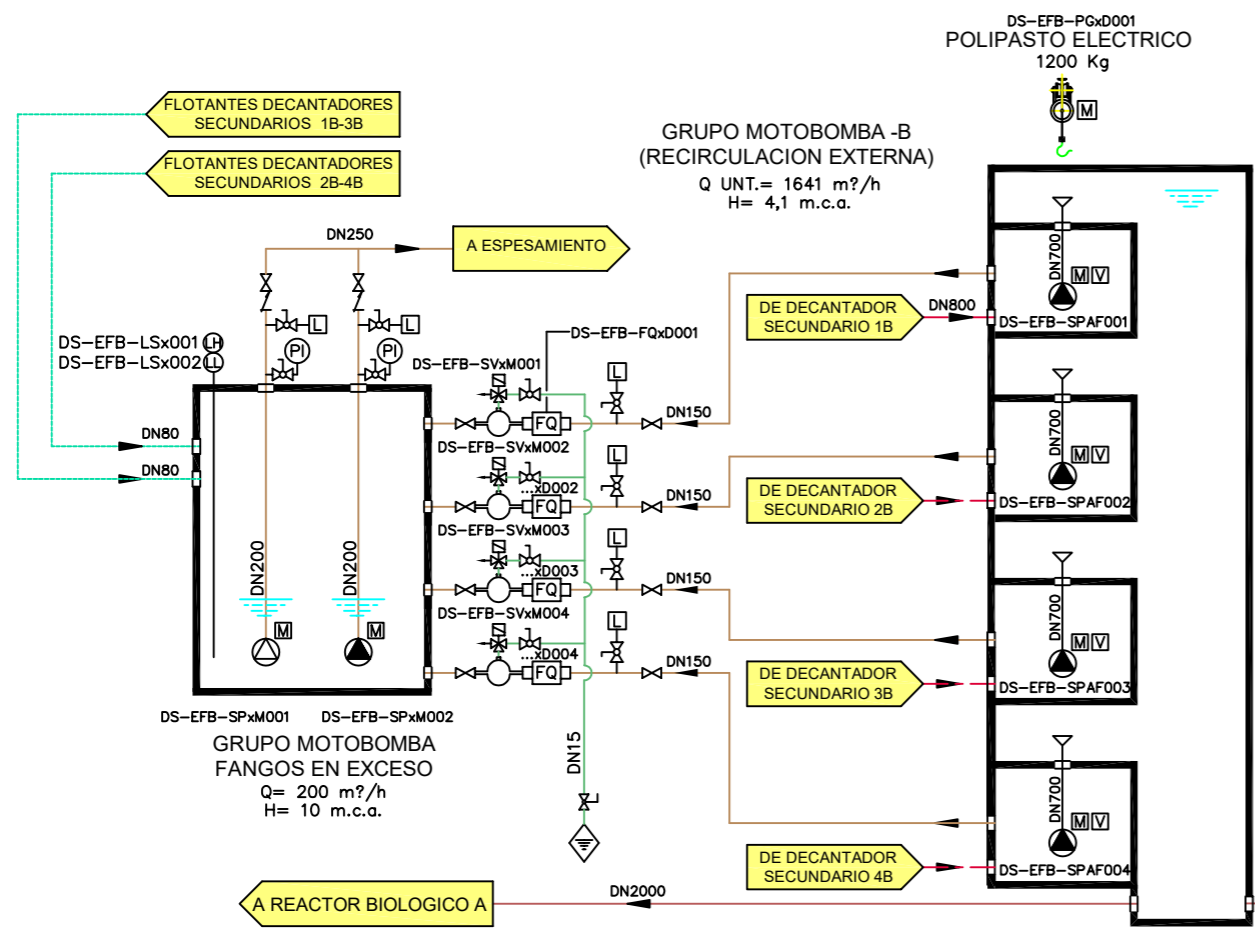 DS-EFB-PGxD001
POLIPASTO ELECTRICO
1200 Kg
M
FLOTANTES DECANTADORES
SECUNDARIOS 1B-3B
FLOTANTES DECANTADORES
SECUNDARIOS 2B-4B
GRUPO MOTOBOMBA -B
(RECIRCULACION EXTERNA)
Q UNT.= 1641 m?/h
H= 4,1 m.c.a.
DN250
A ESPESAMIENTO
L
L
PI
PI
DS-EFB-LSx001 LH
DS-EFB-LSx002 LL
DN80
DN80
DN200
DN200
M
M
DS-EFB-SPxM001
DS-EFB-SPxM002
GRUPO MOTOBOMBA
FANGOS EN EXCESO
Q= 200 m?/h
H= 10 m.c.a.
DS-EFB-FQxD001
DS-EFB-SVxM001
L
FQ
DN150
DS-EFB-SVxM002
L
...xD002
FQ
DN150
DS-EFB-SVxM003
L
...xD003
FQ
DN150
DS-EFB-SVxM004
L
...xD004
FQ
DN150
DN15
DE DECANTADOR
SECUNDARIO 1B
DN800
DN700
M V
DS-EFB-SPAF001
DE DECANTADOR
SECUNDARIO 2B
DN700
M V
DS-EFB-SPAF002
DE DECANTADOR
SECUNDARIO 3B
DN700
M V
DS-EFB-SPAF003
DE DECANTADOR
SECUNDARIO 4B
DN700
M V
DS-EFB-SPAF004
A REACTOR BIOLOGICO A
DN2000